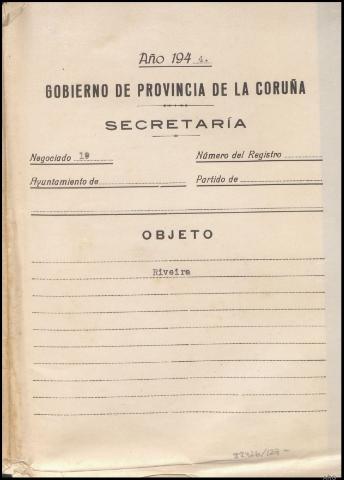 Año 194 4.
GOBIERNO DE PROVINCIA DE LA CORUÑA
SECRETARÍA
Negociado 1º Número del Registro
Ayuntamiento de Partido de
OBJETO
Riveira